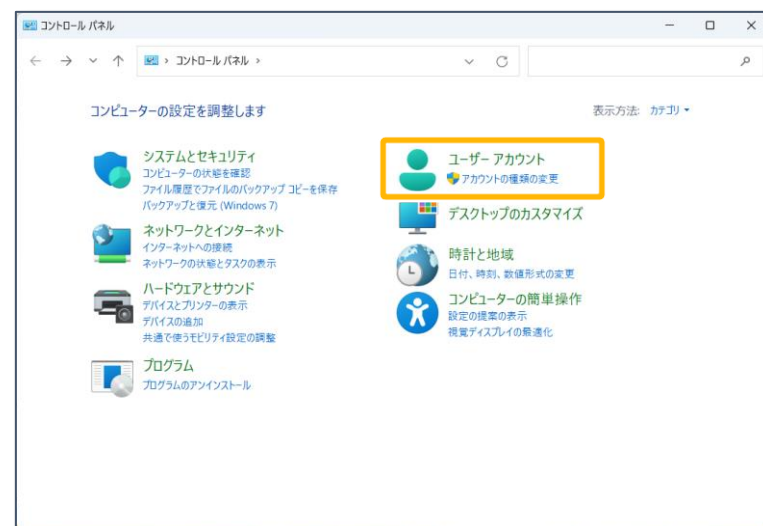 コントロール パネル
コントロール パネル
コンピューターの設定を調整します
表示方法: カテゴリ
システムとセキュリティ
コンピューターの状態を確認
ファイル履歴でファイルのバックアップ コピーを保存
バックアップと復元 (Windows 7)
ネットワークとインターネット
インターネットへの接続
ネットワークの状態とタスクの表示
ハードウェアとサウンド
デバイスとプリンターの表示
デバイスの追加
共通で使うモビリティ設定の調整
プログラム
プログラムのアンインストール
ユーザー アカウント
アカウントの種類の変更
デスクトップのカスタマイズ
時計と地域
日付、時刻、数値形式の変更
コンピューターの簡単操作
設定の提案の表示
視覚ディスプレイの最適化